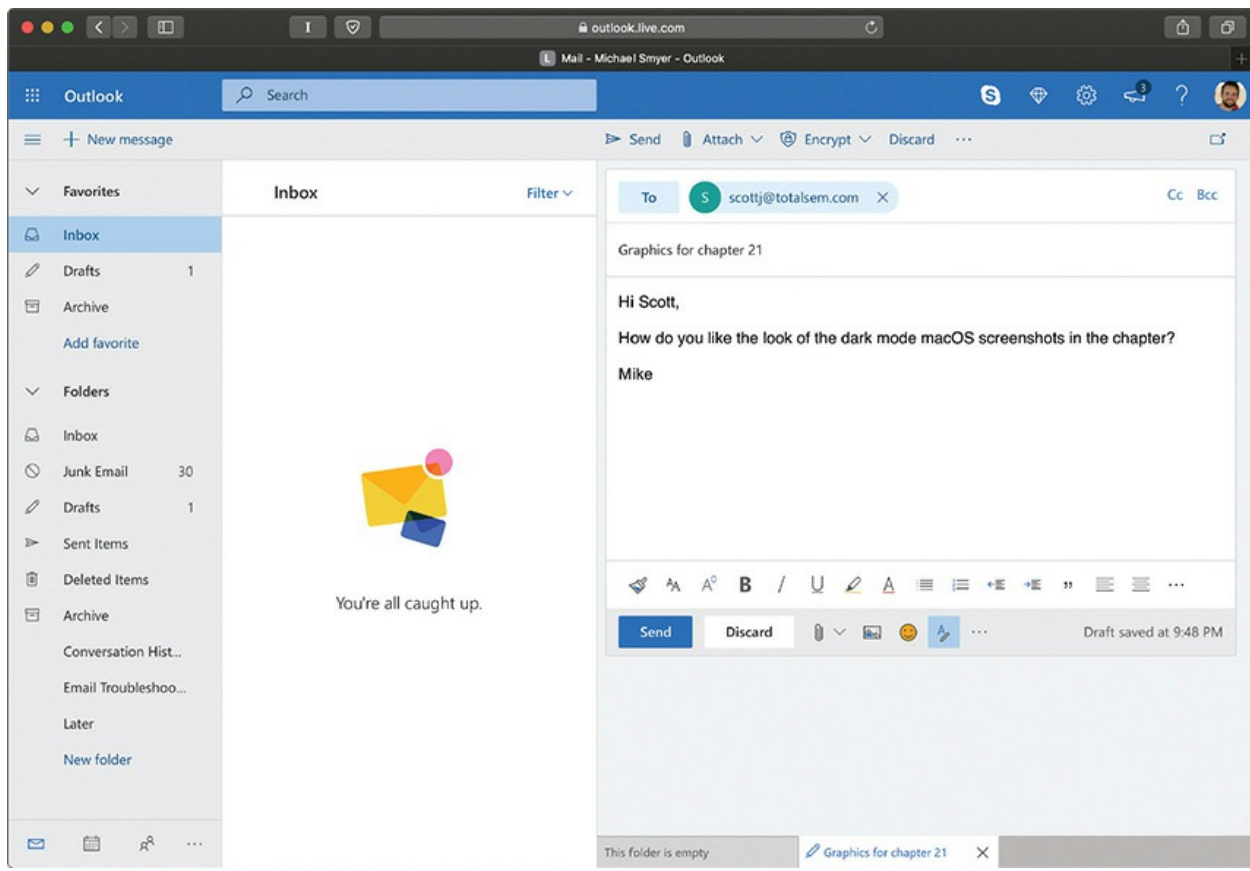 I
outlook.live.com
L Mail - Michael Smyer - Outlook
Outlook
Search
S
3
?
New message
Send Attach Encrypt Discard ...
Favorites
Inbox
Drafts 1
Archive
Add favorite
Folders
Inbox
Junk Email 30
Drafts 1
Sent Items
Deleted Items
Archive
Conversation Hist...
Email Troubleshoo...
Later
New folder
...
Inbox Filter
You're all caught up.
To S scottj@totalsem.com Cc Bcc
Graphics for chapter 21
Hi Scott,
How do you like the look of the dark mode macOS screenshots in the chapter?
Mike
AA A B I U A " ...
Send Discard A ... Draft saved at 9:48 PM
This folder is empty Graphics for chapter 21